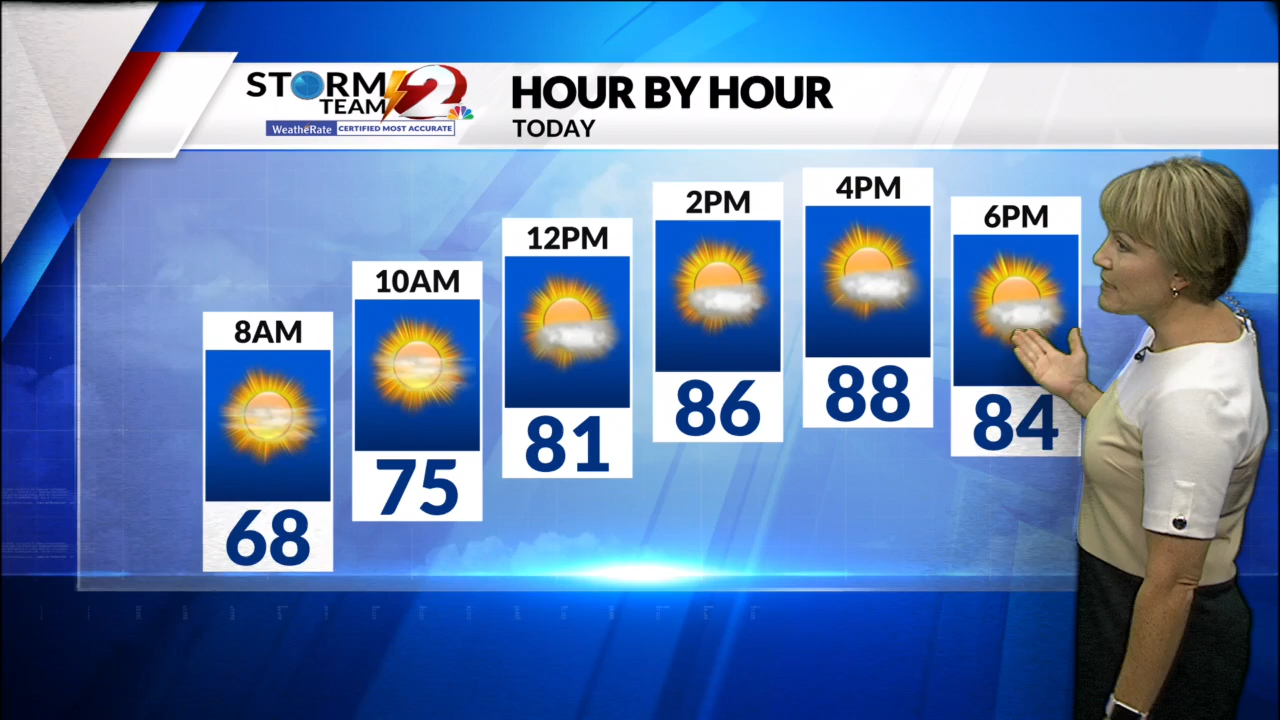 STORM
TEAM 2
WeatheRate CERTIFIED MOST ACCURATE
HOUR BY HOUR
TODAY
8AM
68
10AM
75
12PM
81
2PM
86
4PM
88
6PM
84